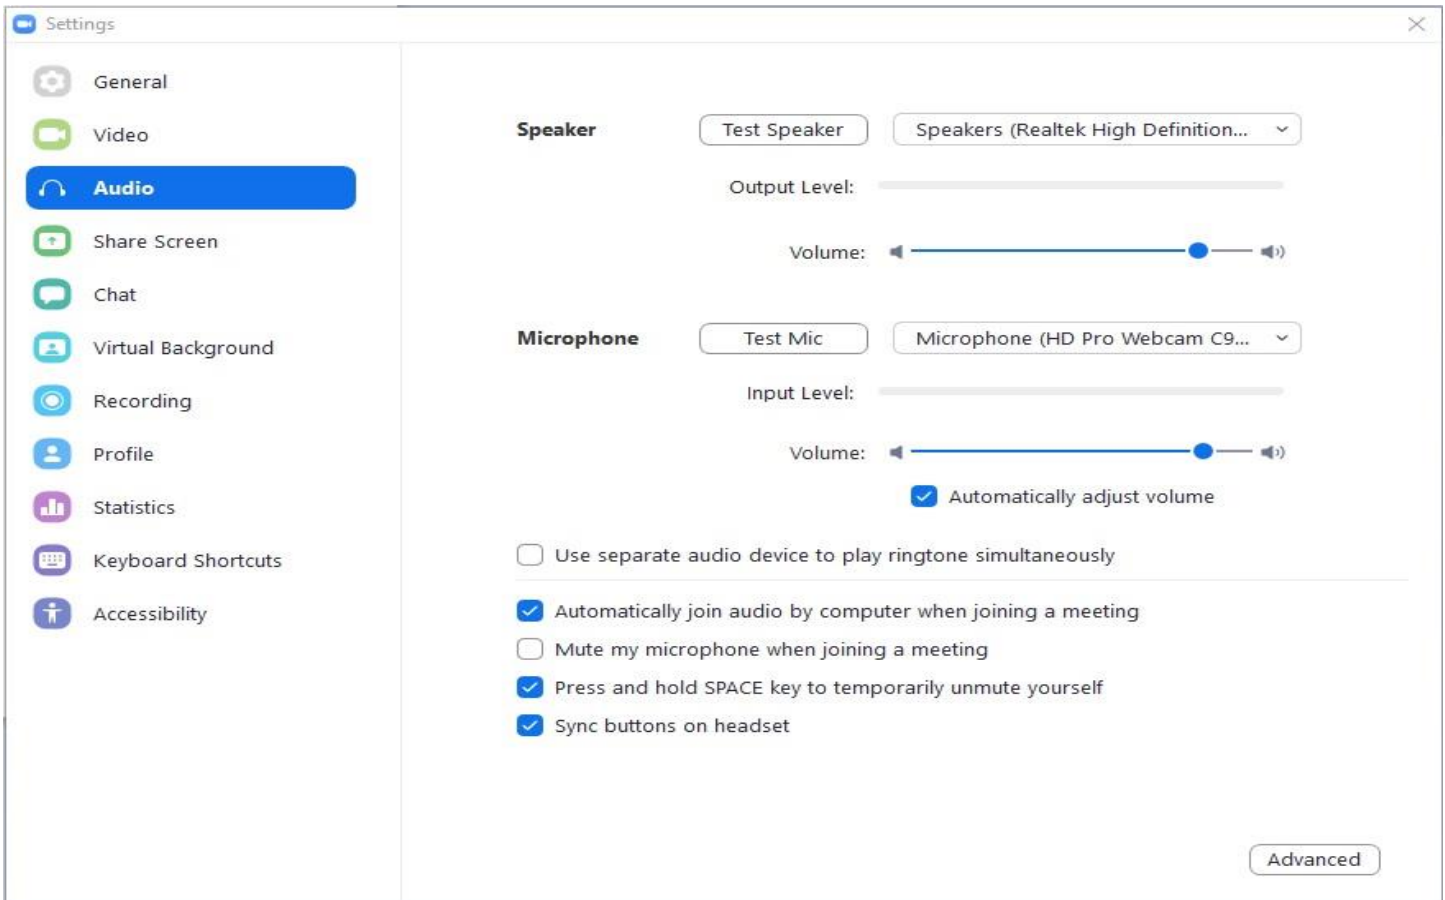 Settings
General
Video
Audio
Share Screen
Chat
Virtual Background
Recording
Profile
Statistics
Keyboard Shortcuts
Accessibility
Speaker Test Speaker Speakers (Realtek High Definition...
Output Level:
Volume:
Microphone Test Mic Microphone (HD Pro Webcam C9...
Input Level:
Volume:
Automatically adjust volume
Use separate audio device to play ringtone simultaneously
Automatically join audio by computer when joining a meeting
Mute my microphone when joining a meeting
Press and hold SPACE key to temporarily unmute yourself
Sync buttons on headset
Advanced